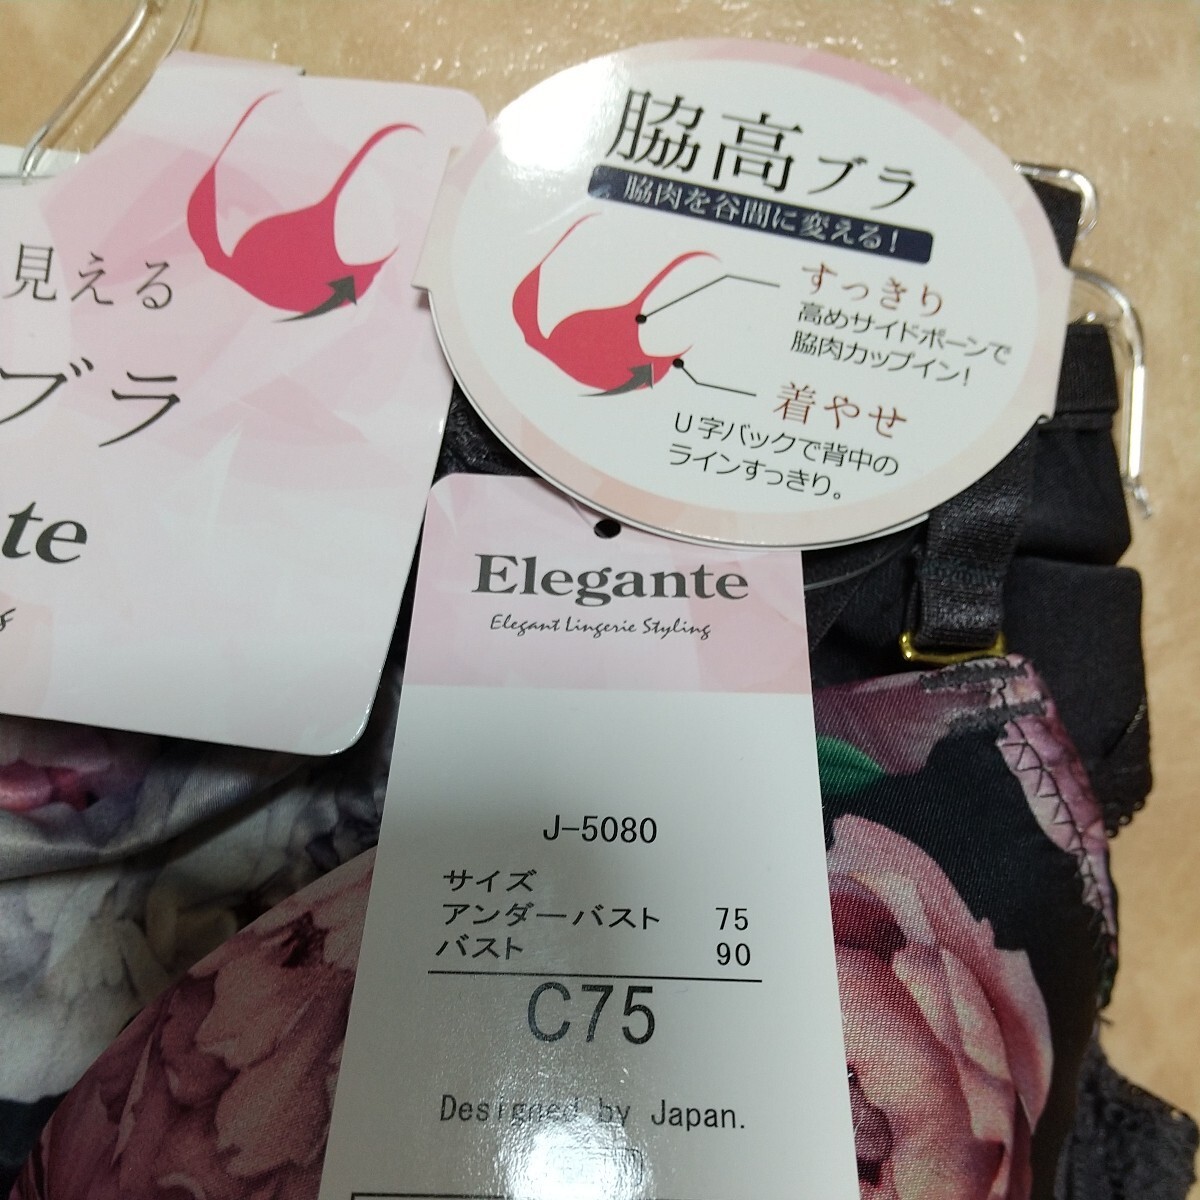 見える
ブラ
te
脇高ブラ
脇肉を谷間に変える!
すっきり
高めサイドボーンで
脇肉カップイン!
着やせ
U字バックで背中の
ラインすっきり。
Elegante
Elegant Lingerie Styling
J-5080
サイズ
アンダーバスト 75
バスト 90
C75
Designed by Japan.